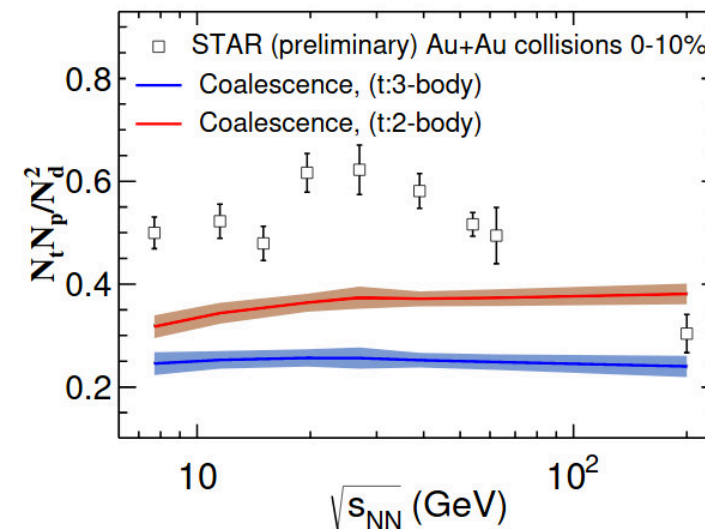 STAR (preliminary) Au+Au collisions 0-10%
Coalescence, (t:3-body)
Coalescence, (t:2-body)
0.8
0.6
0.4
0.2
NₜNₚ/N²d
10
10²
√sNN (GeV)